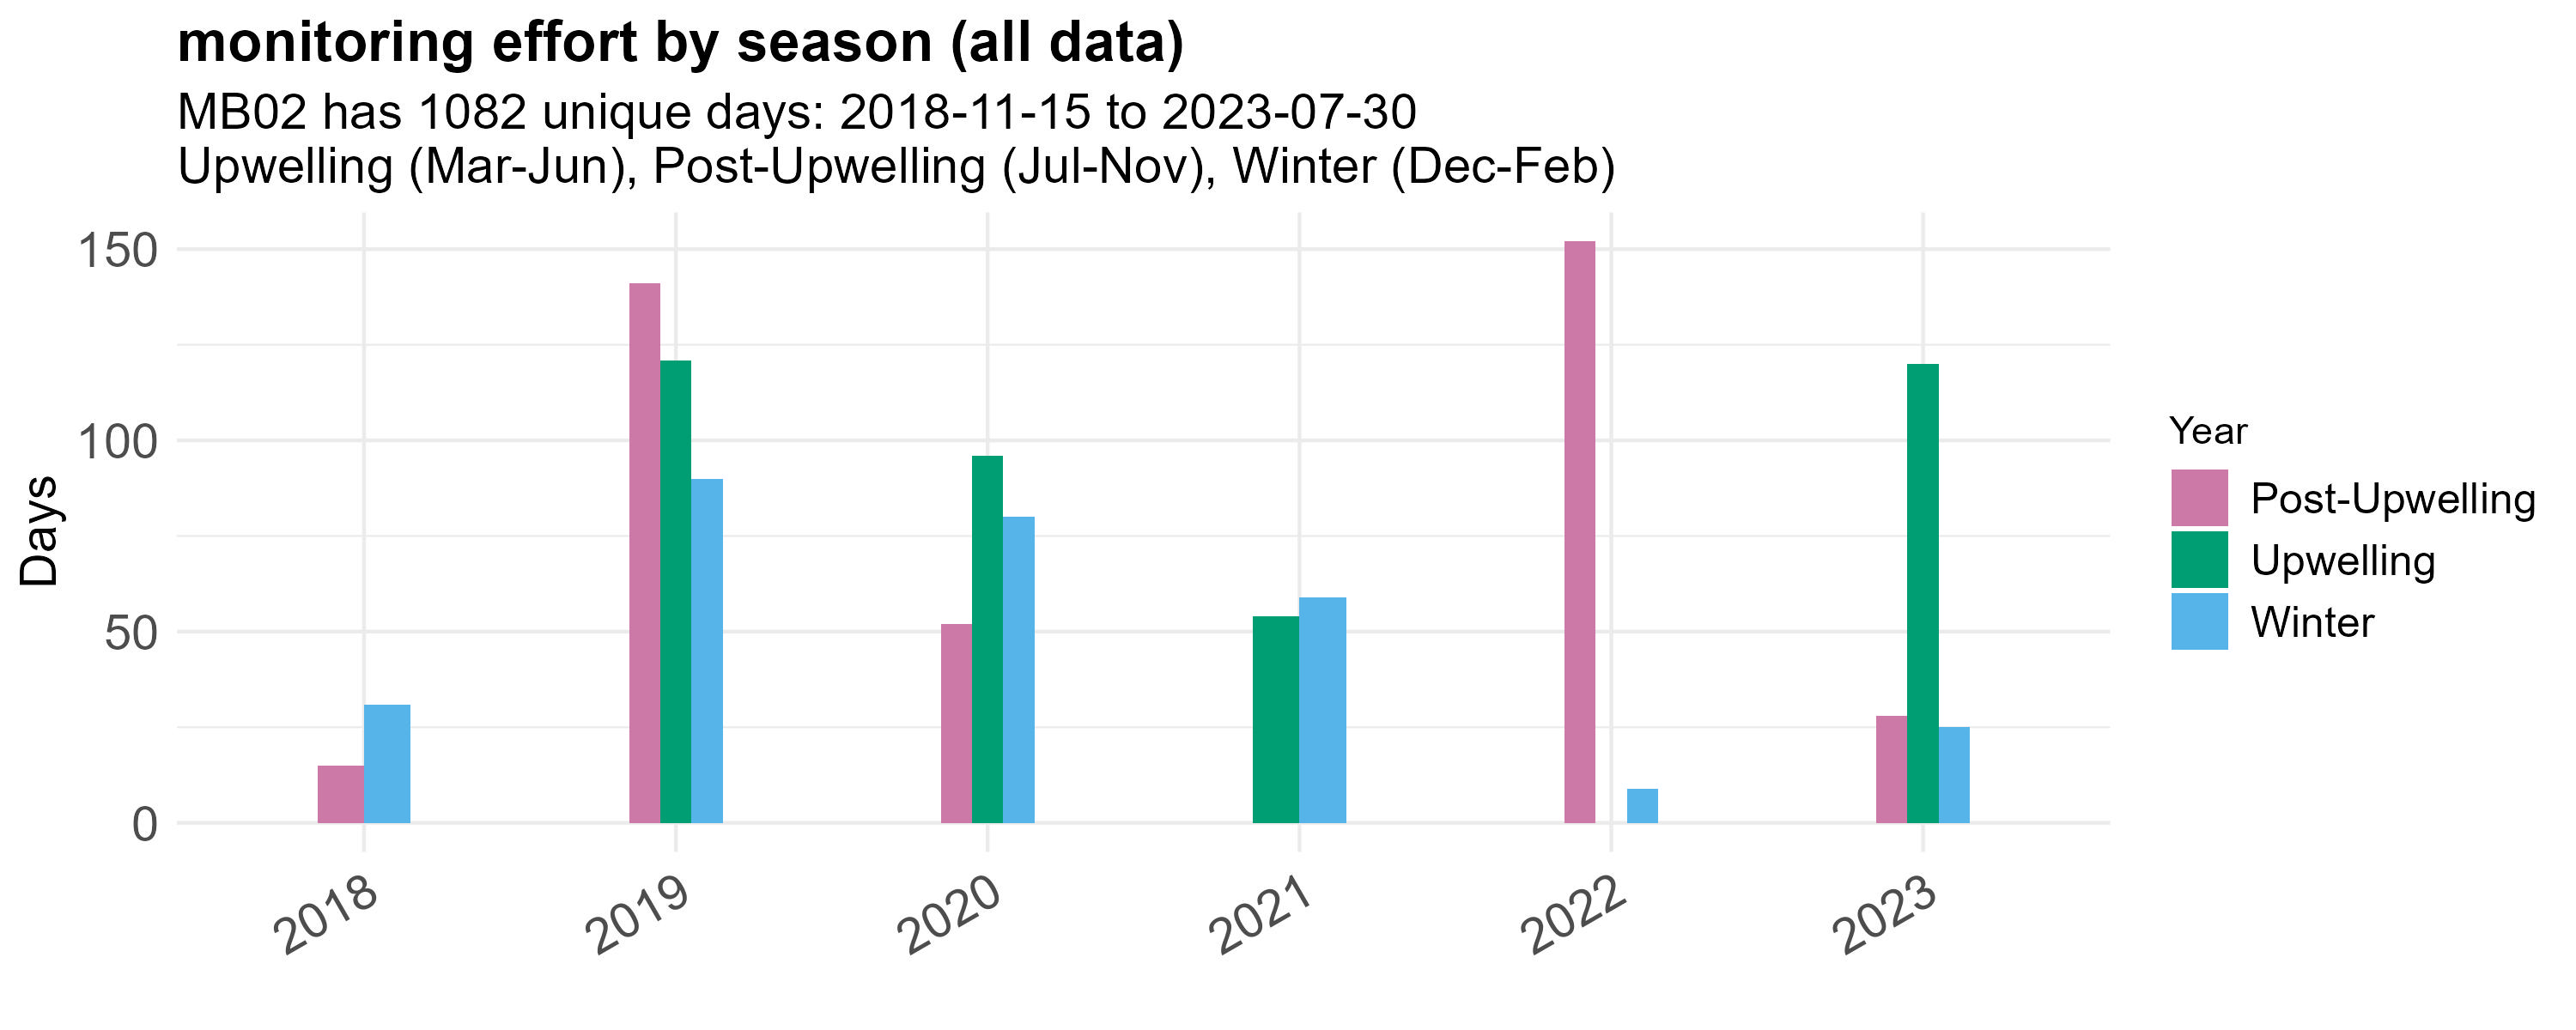 monitoring effort by season (all data)
MB02 has 1082 unique days: 2018-11-15 to 2023-07-30
Upwelling (Mar-Jun), Post-Upwelling (Jul-Nov), Winter (Dec-Feb)
150
100
50
0
Days
2018
2019
2020
2021
2022
2023
Year
Post-Upwelling
Upwelling
Winter